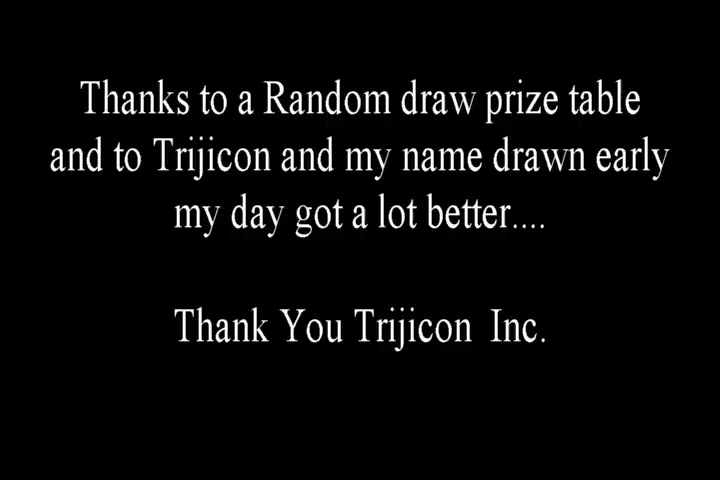 Thanks to a Random draw prize table
and to Trijicon and my name drawn early
my day got a lot better....
Thank You Trijicon  Inc.